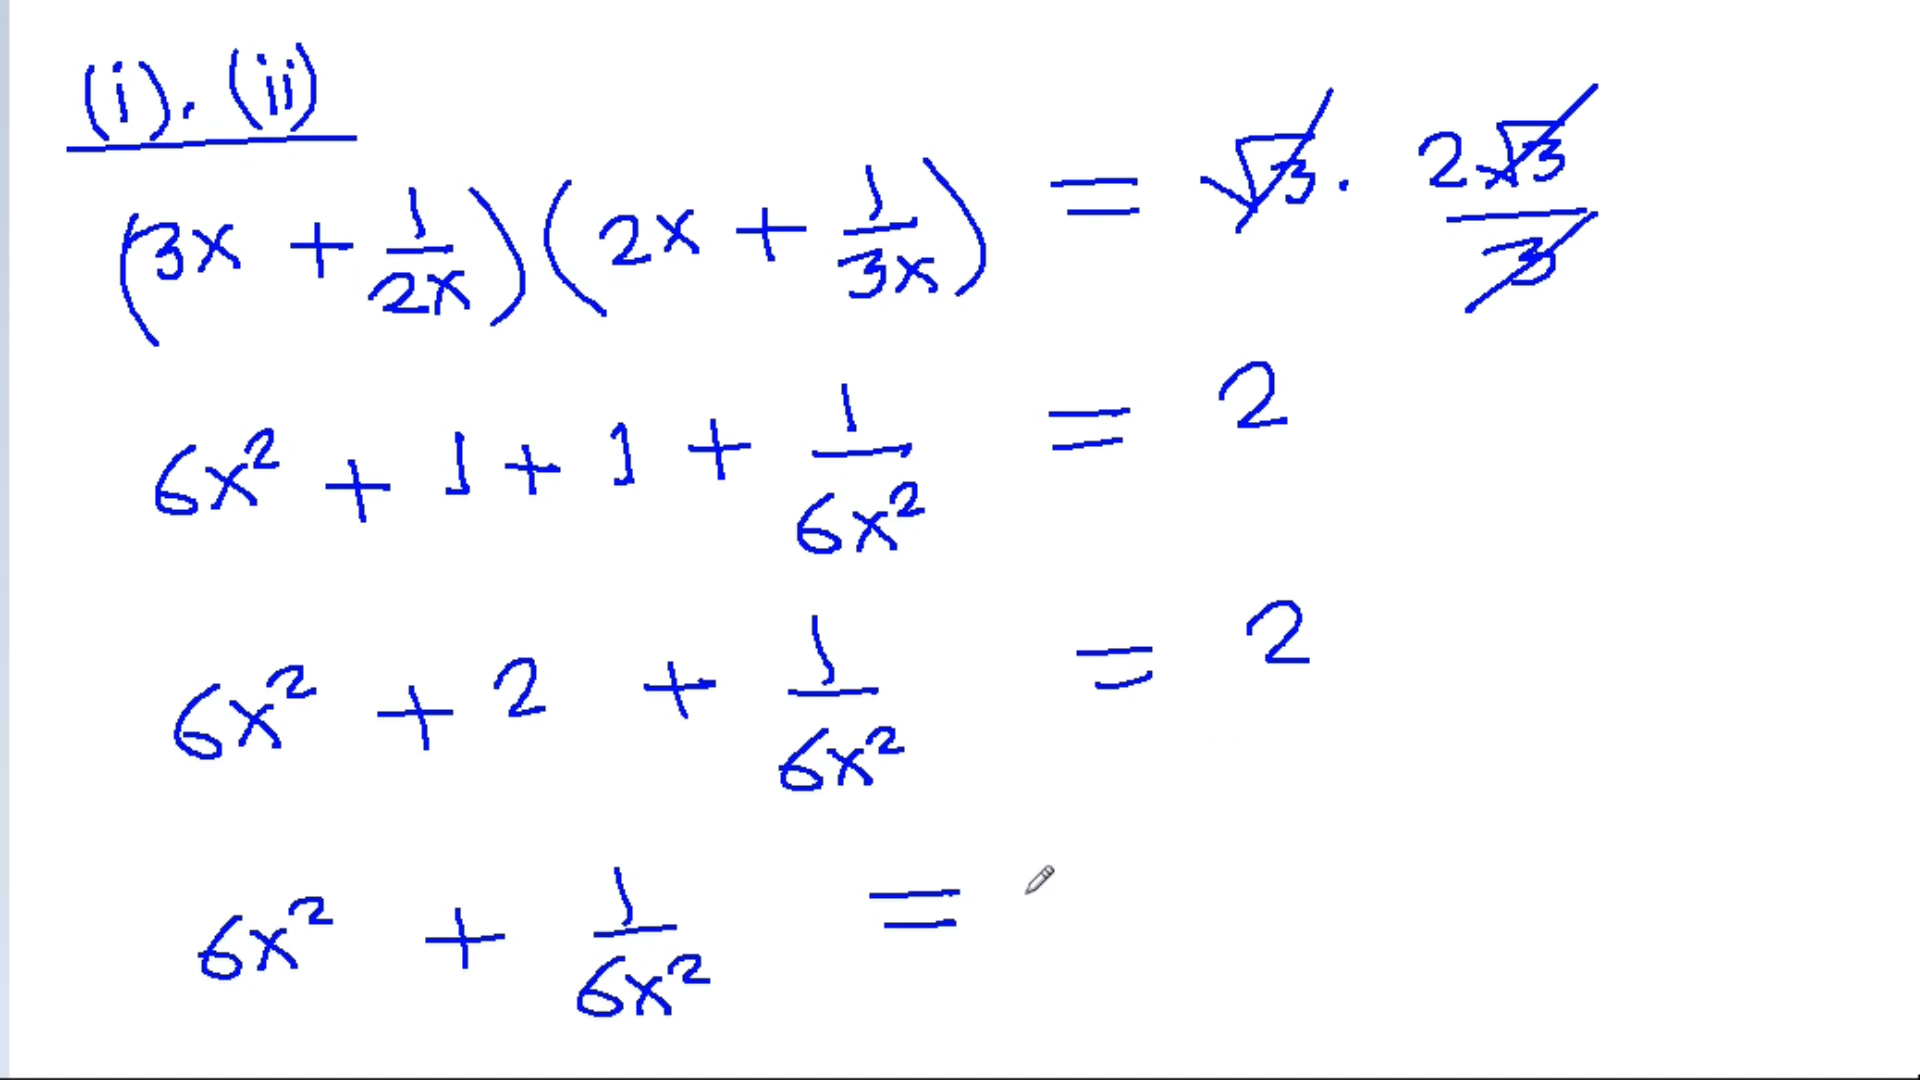 (i). (ii)
(3x + 1/2x)(2x + 1/3x) = √3 . 2√3/3
6x² + 1 + 1 + 1/6x² = 2
6x² + 2 + 1/6x² = 2
6x² + 1/6x² =